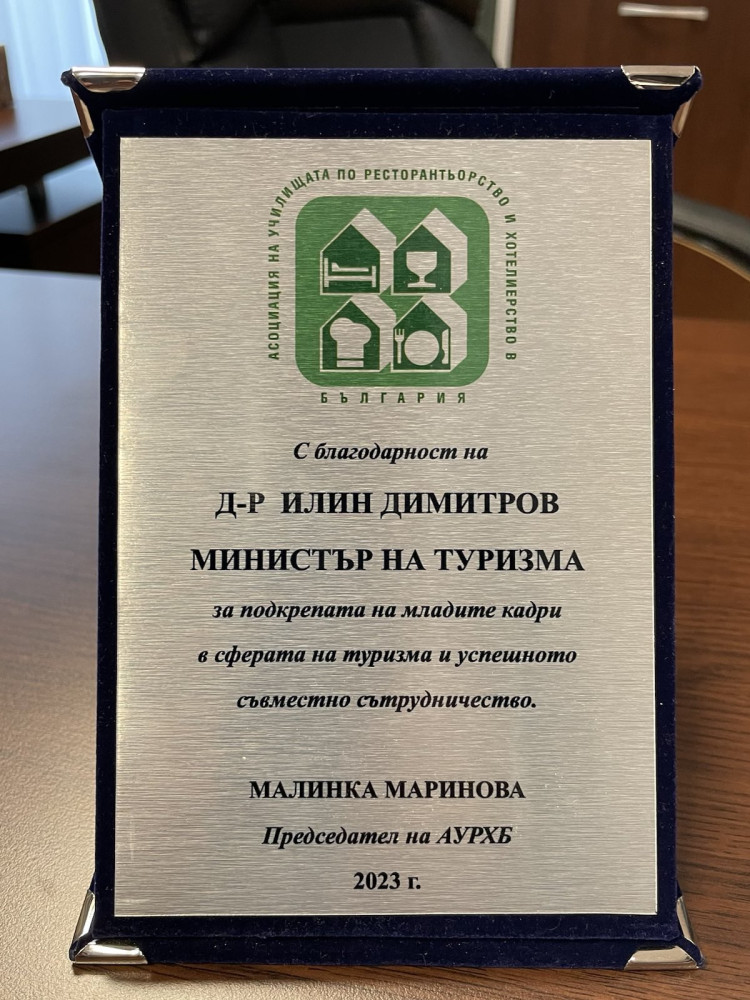 АСОЦИАЦИЯ НА УЧИЛИЩАТА ПО РЕСТОРАНТЬОРСТВО И ХОТЕЛИЕРСТВО В
БЪЛГАРИЯ
С благодарност на
Д-Р ИЛИН ДИМИТРОВ
МИНИСТЪР НА ТУРИЗМА
за подкрепата на младите кадри
в сферата на туризма и успешното
съвместно сътрудничество.
МАЛИНКА МАРИНОВА
Председател на АУРХБ
2023 г.